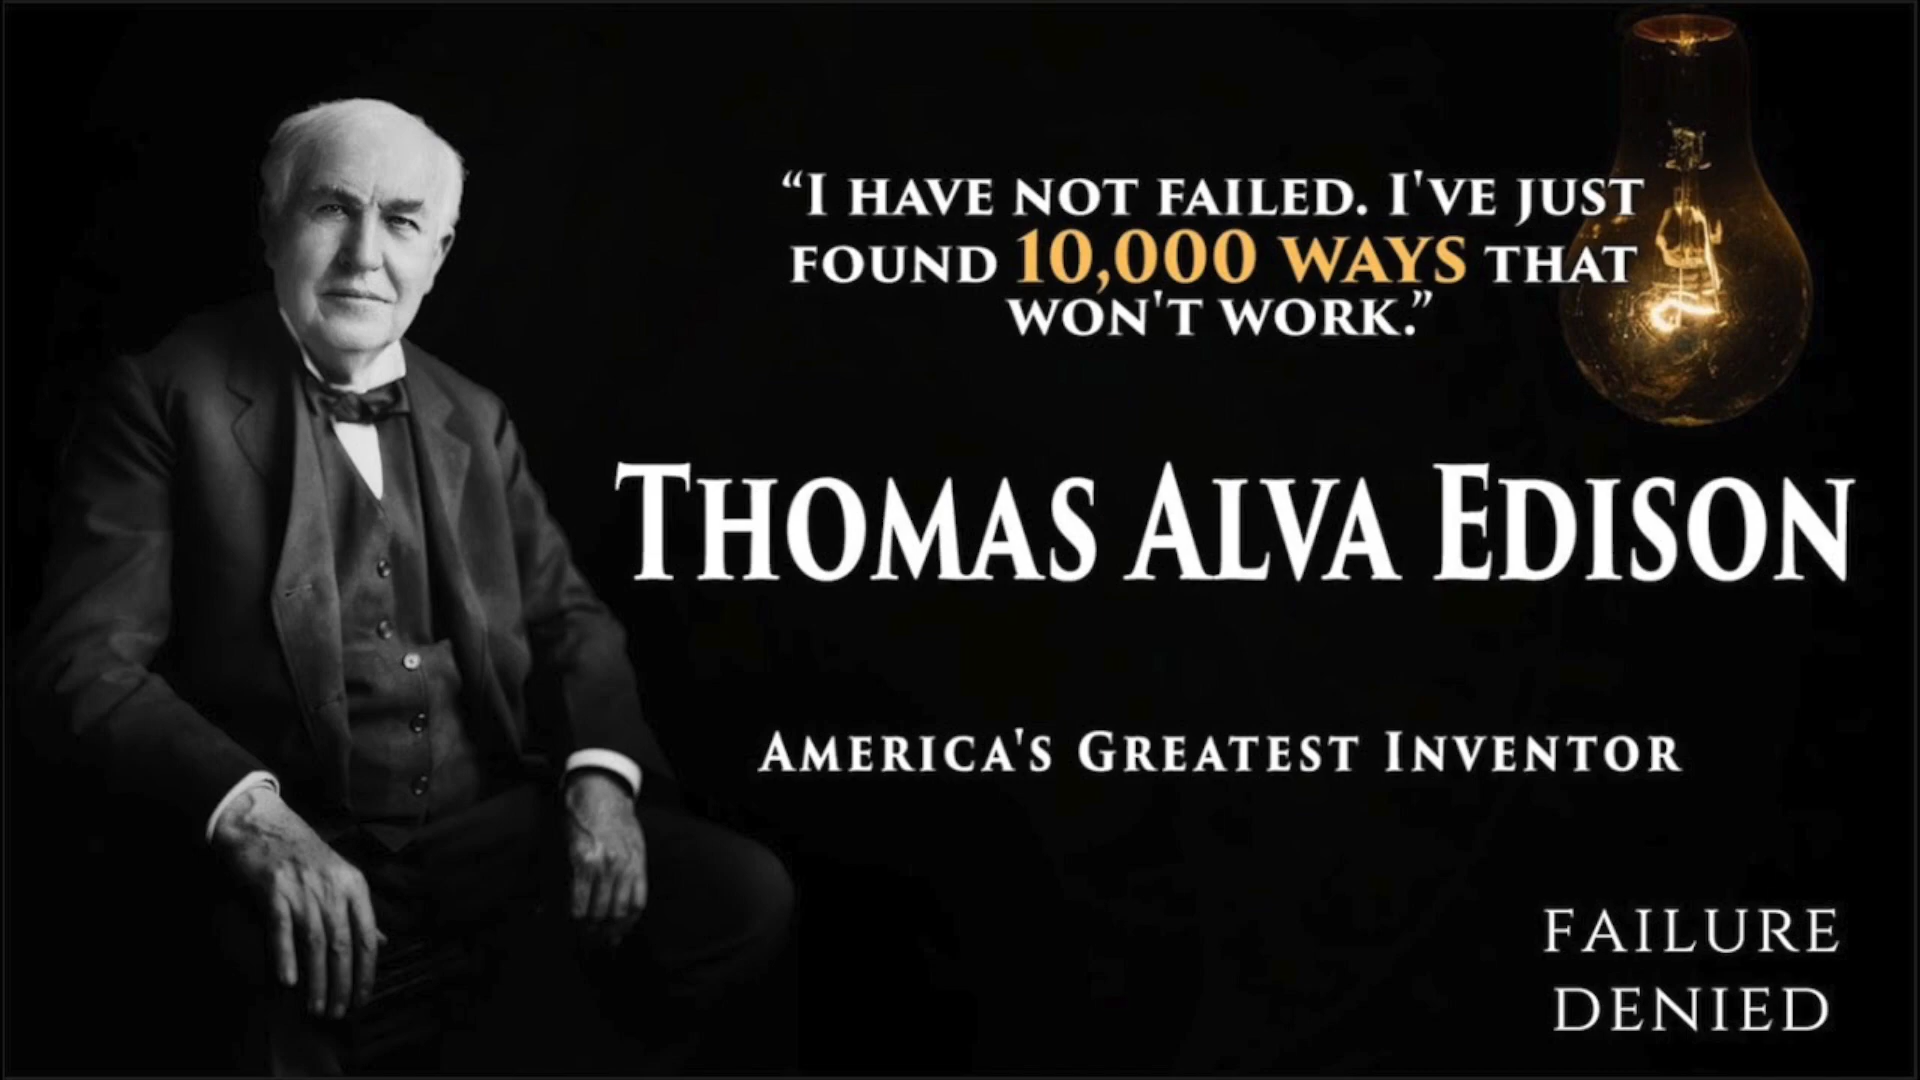 “I HAVE NOT FAILED. I'VE JUST
FOUND 10,000 WAYS THAT
WON'T WORK.”
THOMAS ALVA EDISON
AMERICA'S GREATEST INVENTOR
FAILURE
DENIED